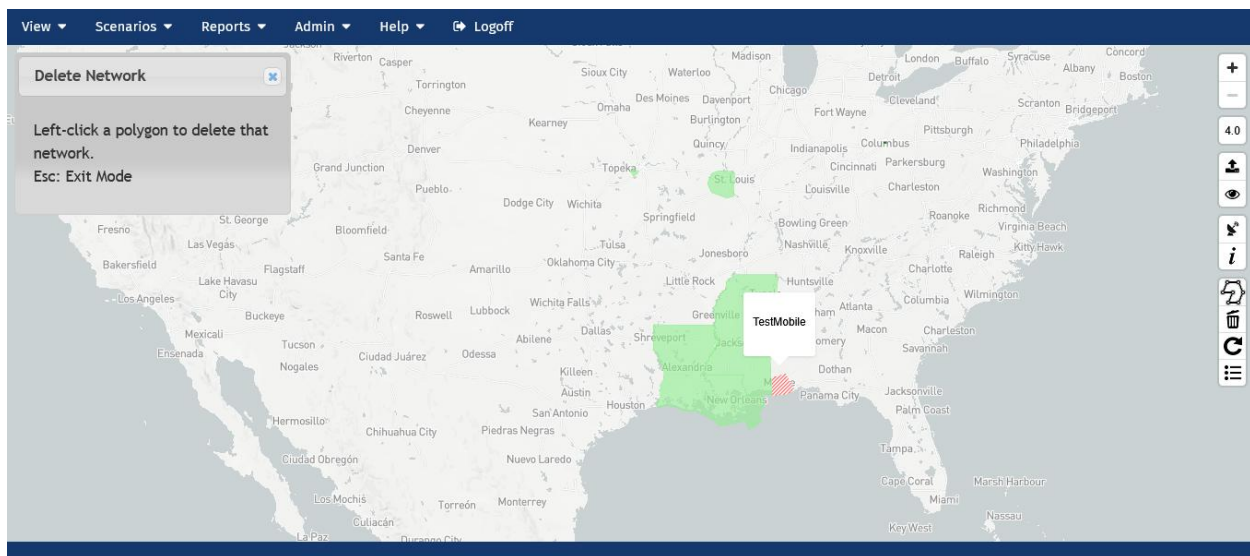 View Scenarios Reports Admin Help Logoff
Delete Network
Left-click a polygon to delete that
network.
Esc: Exit Mode
Riverton
Casper
Torrington
Cheyenne
Denver
Grand Junction
Pueblo
St. George
Bloomfield
Fresno
Las Vegas
Bakersfield
Flagstaff
Santa Fe
Lake Havasu
City
Los Angeles
Buckeye
Mexicali
Ensenada
Tucson
Nogales
Ciudad Juárez
Roswell
Lubbock
Amarillo
Odessa
Abilene
Wichita Falls
Dallas
Killeen
Austin
San Antonio
Houston
Hermosillo
Chihuahua City
Piedras Negras
Ciudad Obregón
Nuevo Laredo
Los Mochis
Torreón
Monterrey
Culiacán
La Paz
Durango City
Sioux City
Waterloo
Madison
Omaha
Des Moines
Davenport
Chicago
Kearney
Burlington
Quincy
Topeka
St. Louis
Dodge City
Wichita
Springfield
Tulsa
Oklahoma City
Jonesboro
Little Rock
Greenville
Shreveport
Alexandria
New Orleans
TestMobile
London
Buffalo
Syracuse
Concord
Albany
Boston
Detroit
Cleveland
Scranton
Bridgeport
Fort Wayne
Pittsburgh
Philadelphia
Indianapolis
Columbus
Cincinnati
Parkersburg
Washington
Louisville
Charleston
Richmond
Roanoke
Virginia Beach
Bowling Green
Nashville
Knoxville
Raleigh
Kitty Hawk
Charlotte
Huntsville
Atlanta
Columbia
Wilmington
Macon
Charleston
Savannah
Dothan
Panama City
Jacksonville
Palm Coast
Tampa
Cape Coral
Marsh Harbour
Miami
Nassau
Key West
+
−
4.0
i